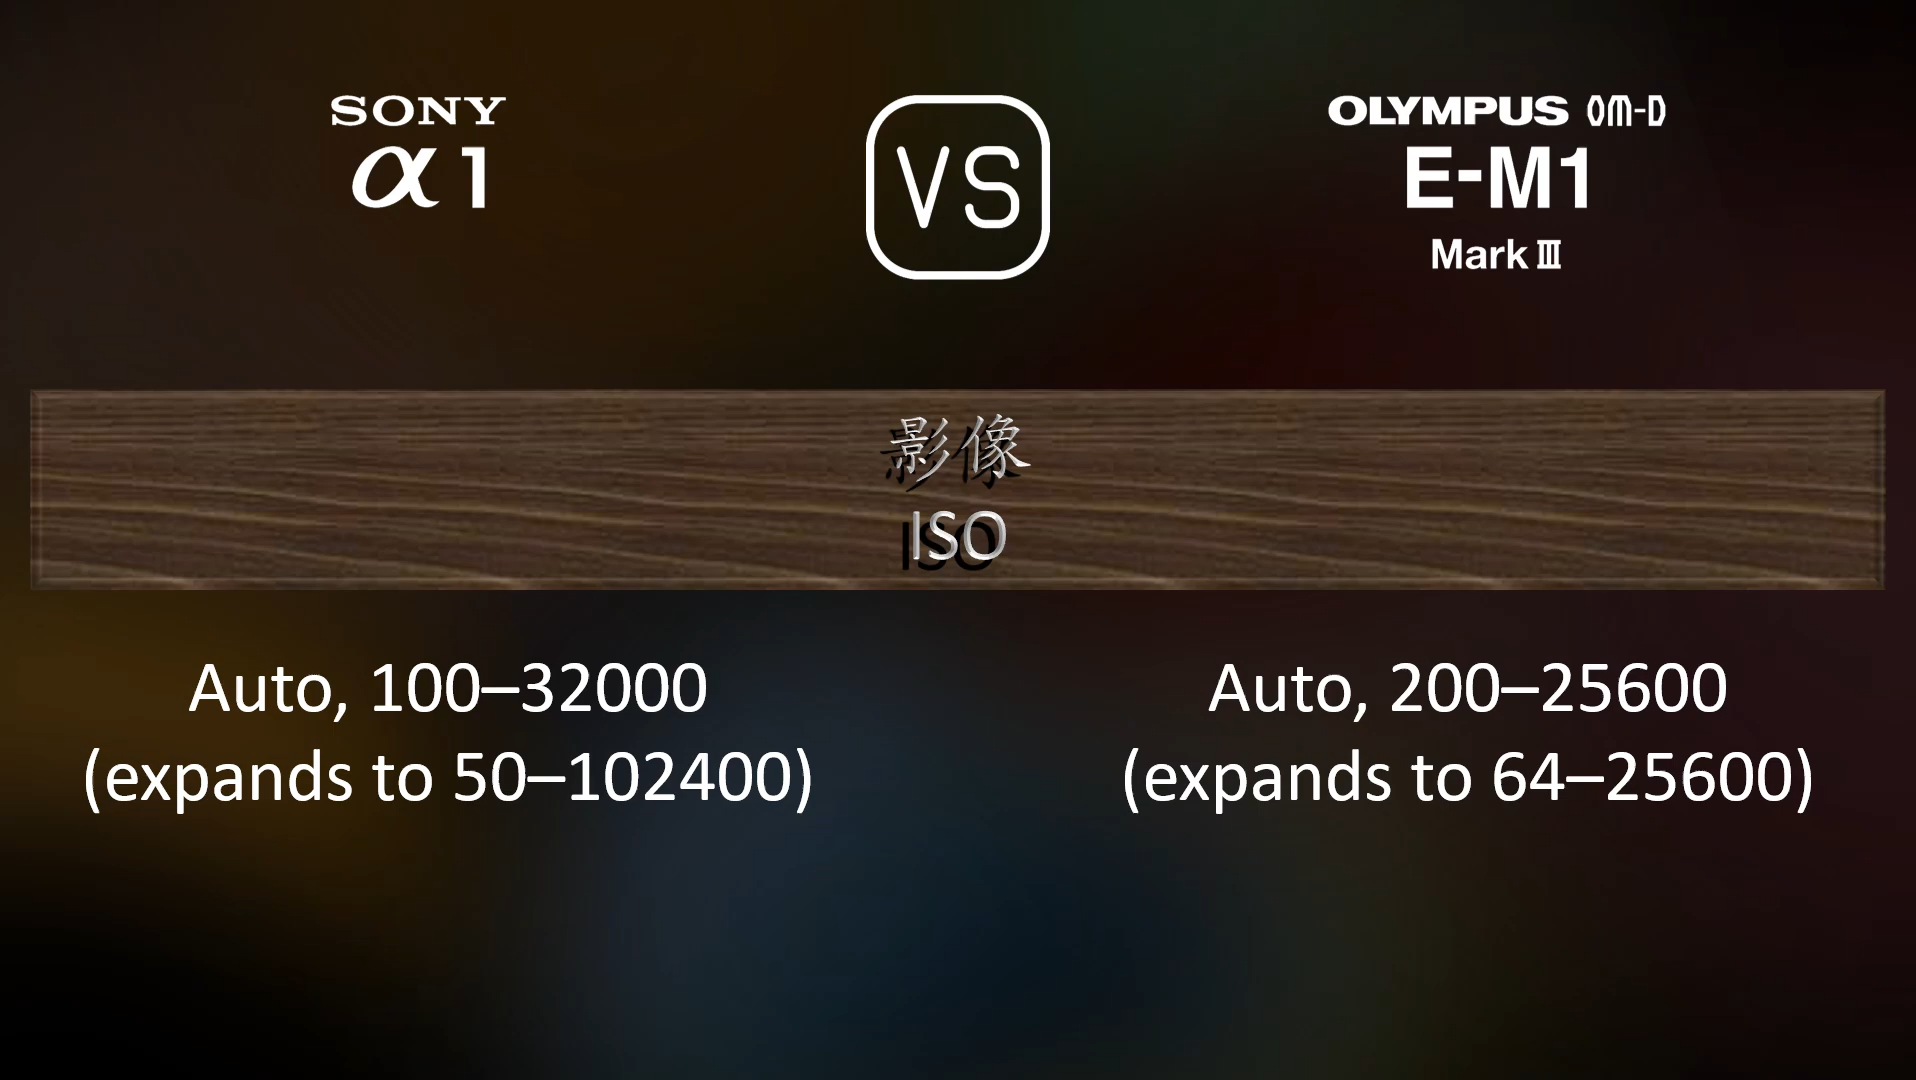 SONY
α1
VS
OLYMPUS OM-D
E-M1
Mark III
影像
ISO
Auto, 100–32000
(expands to 50–102400)
Auto, 200–25600
(expands to 64–25600)